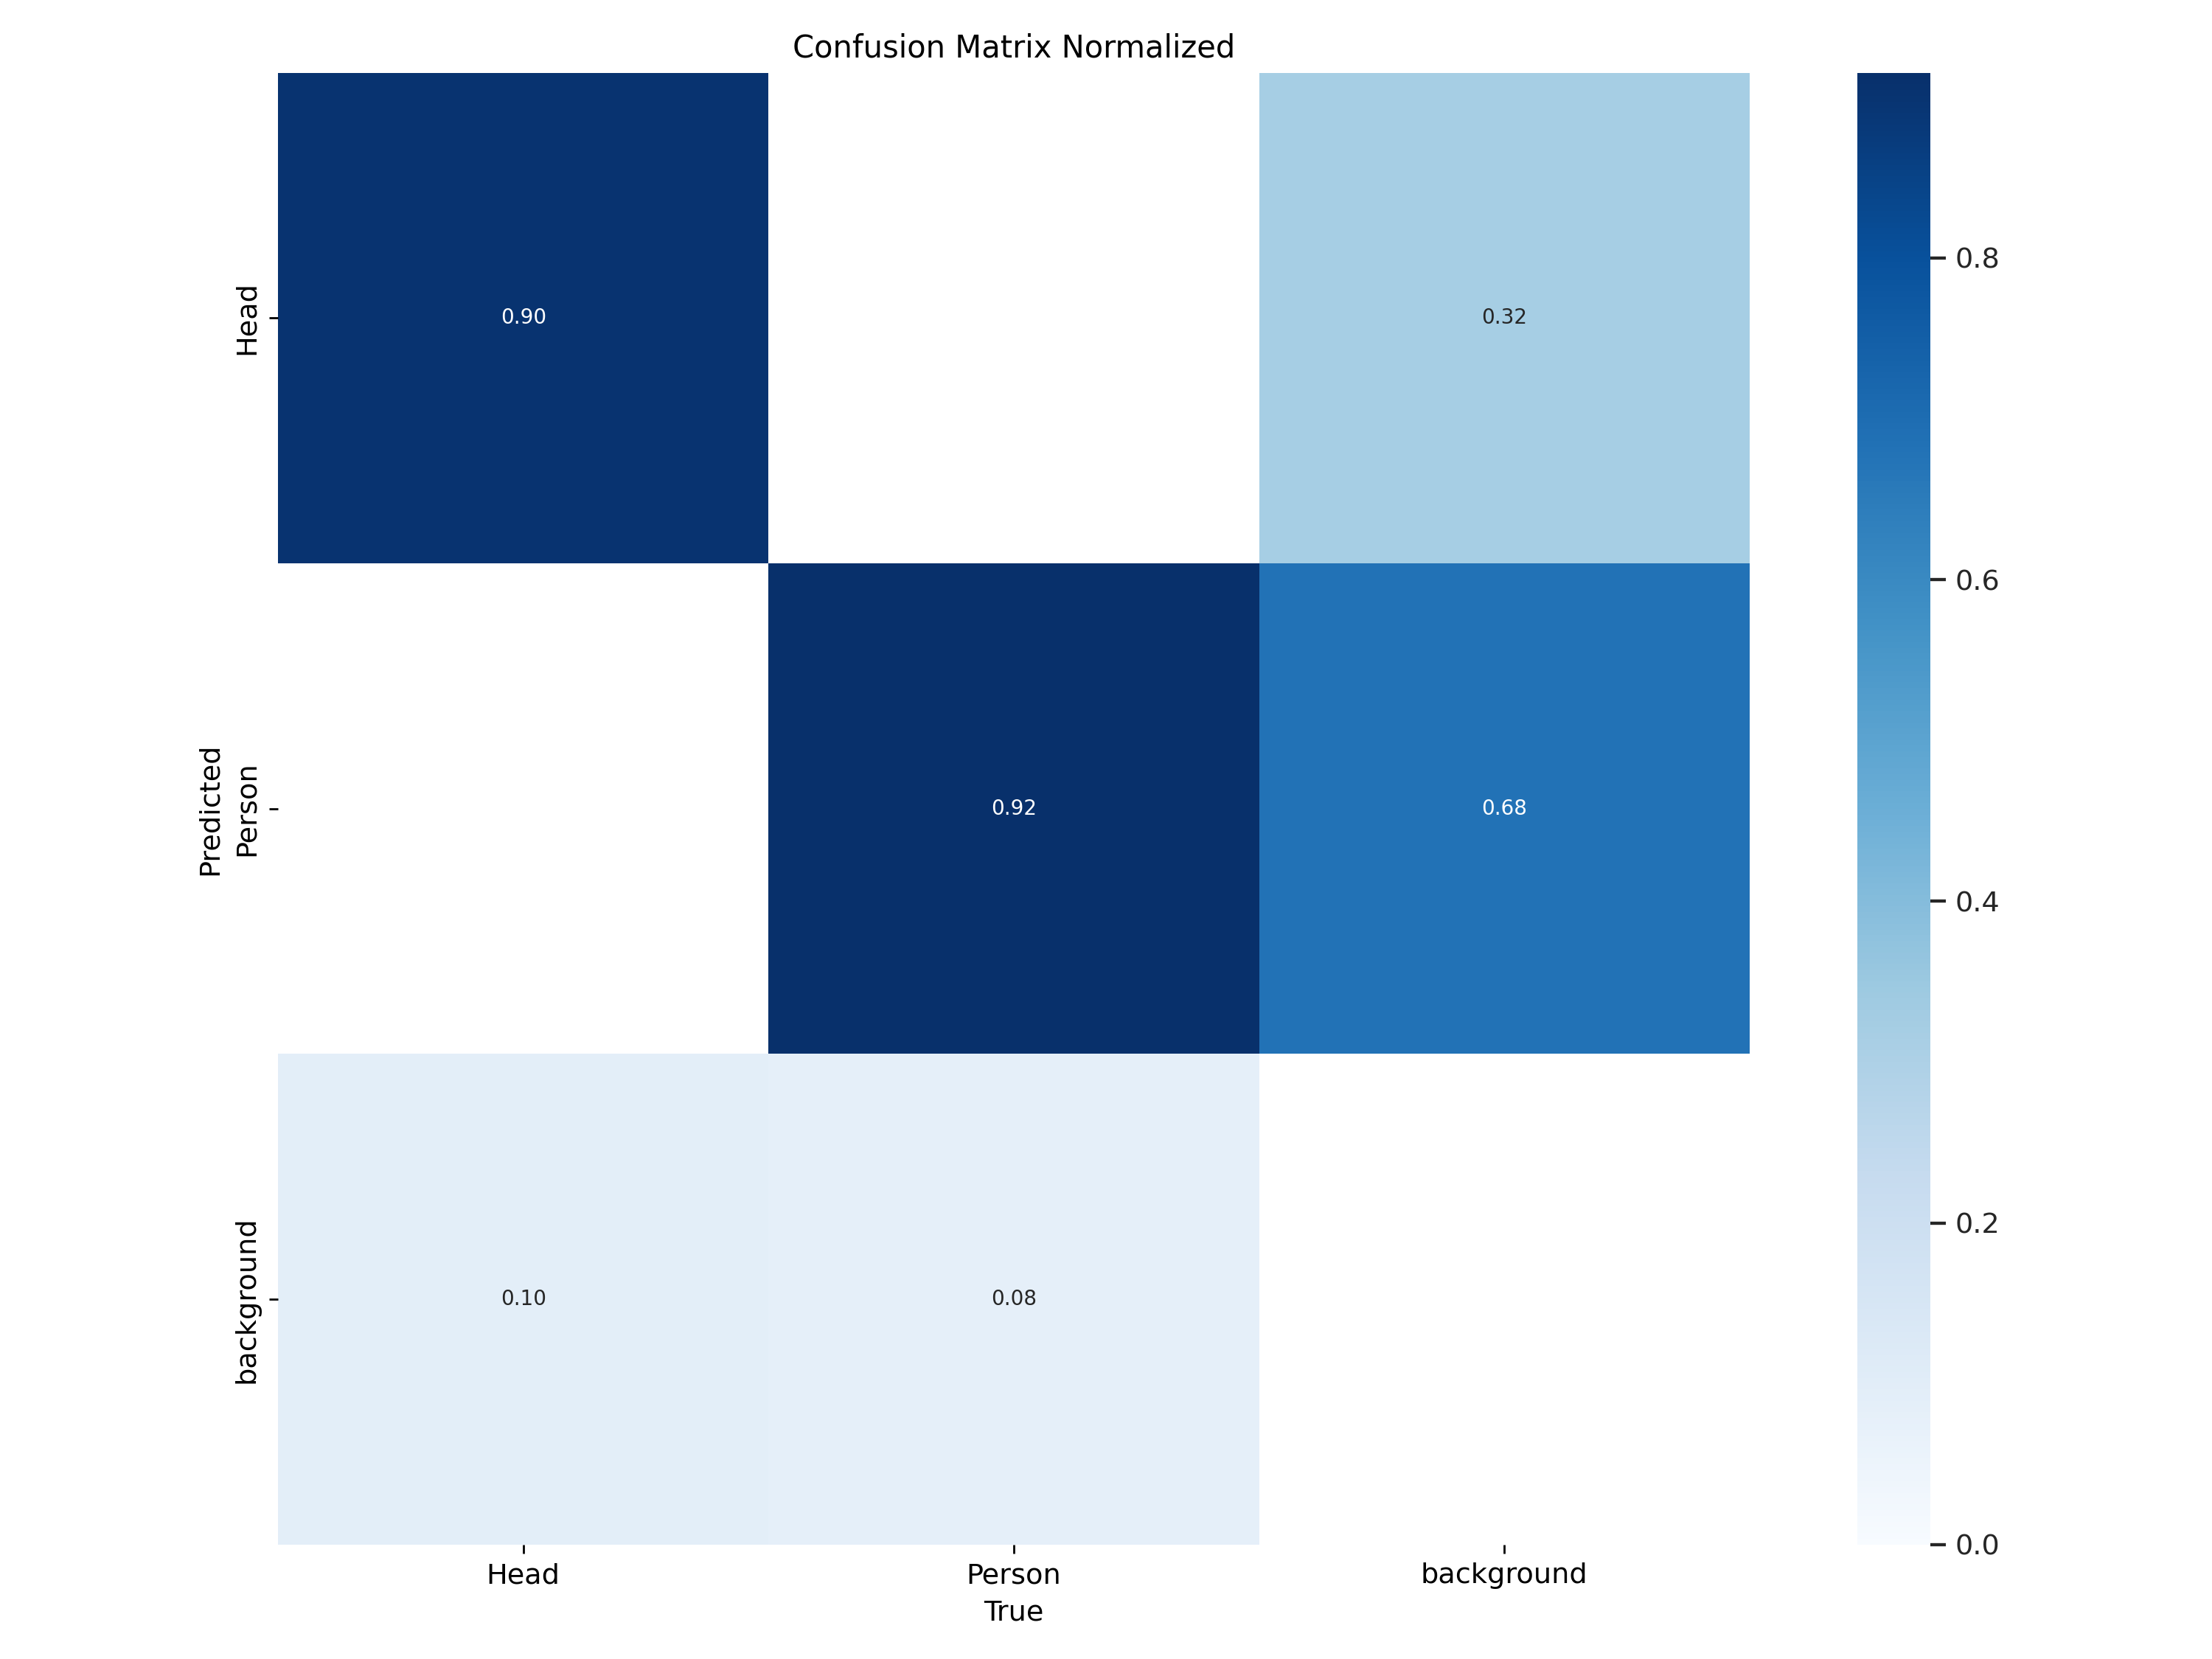 Confusion Matrix Normalized
Head
0.90
0.32
0.8
0.6
Predicted
Person
0.92
0.68
0.4
background
0.10
0.08
0.2
0.0
Head
Person
background
True